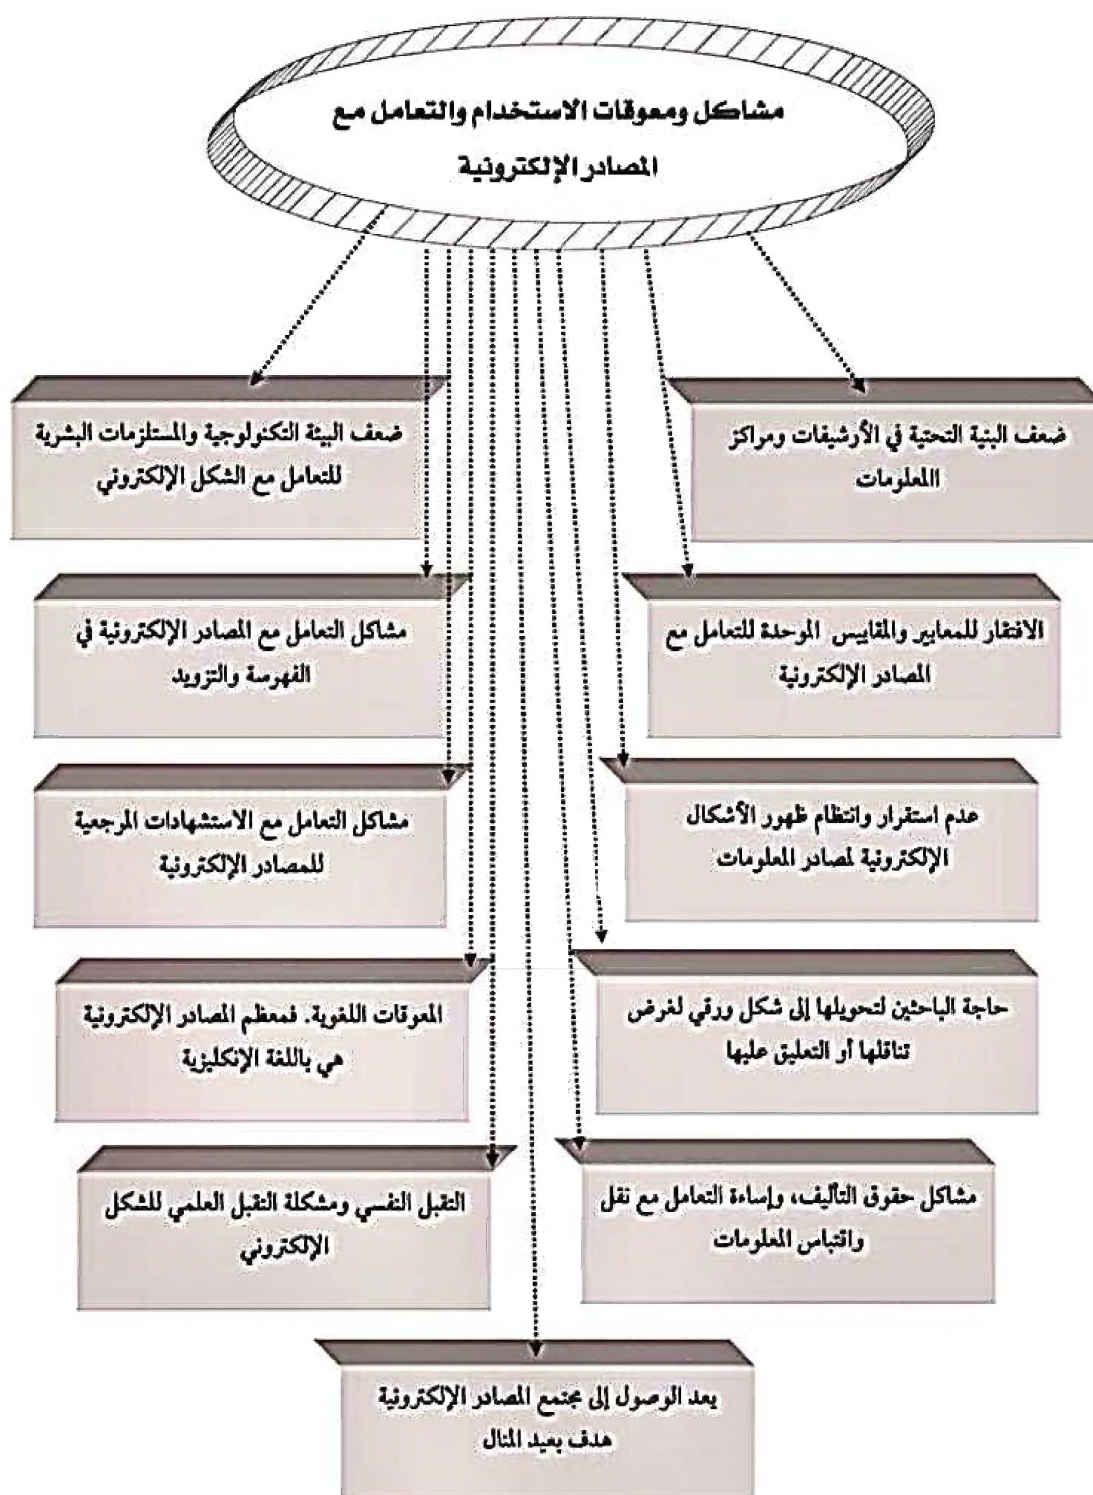 مشاكل ومعوقات الاستخدام والتعامل مع
المصادر الإلكترونية
ضعف البنية التحتية في الأرشيفات ومراكز
االمعلومات
ضعف البيئة التكنولوجية والمستلزمات البشرية
للتعامل مع الشكل الإلكتروني
الافتقار للمعايير والمقاييس الموحدة للتعامل مع
المصادر الإلكترونية
مشاكل التعامل مع المصادر الإلكترونية في
الفهرسة والتزويد
عدم استقرار وانتظام ظهور الأشكال
الإلكترونية لمصادر المعلومات
مشاكل التعامل مع الاستشهادات المرجعية
للمصادر الإلكترونية
حاجة الباحثين لتحويلها إلى شكل ورقي لغرض
تناقلها أو التعليق عليها
المعوقات اللغوية. فمعظم المصادر الإلكترونية
هي باللغة الإنكليزية
مشاكل حقوق التأليف، وإساءة التعامل مع نقل
واقتباس المعلومات
التقبل النفسي ومشكلة التقبل العلمي للشكل
الإلكتروني
يعد الوصول إلى مجتمع المصادر الإلكترونية
هدف بعيد المنال